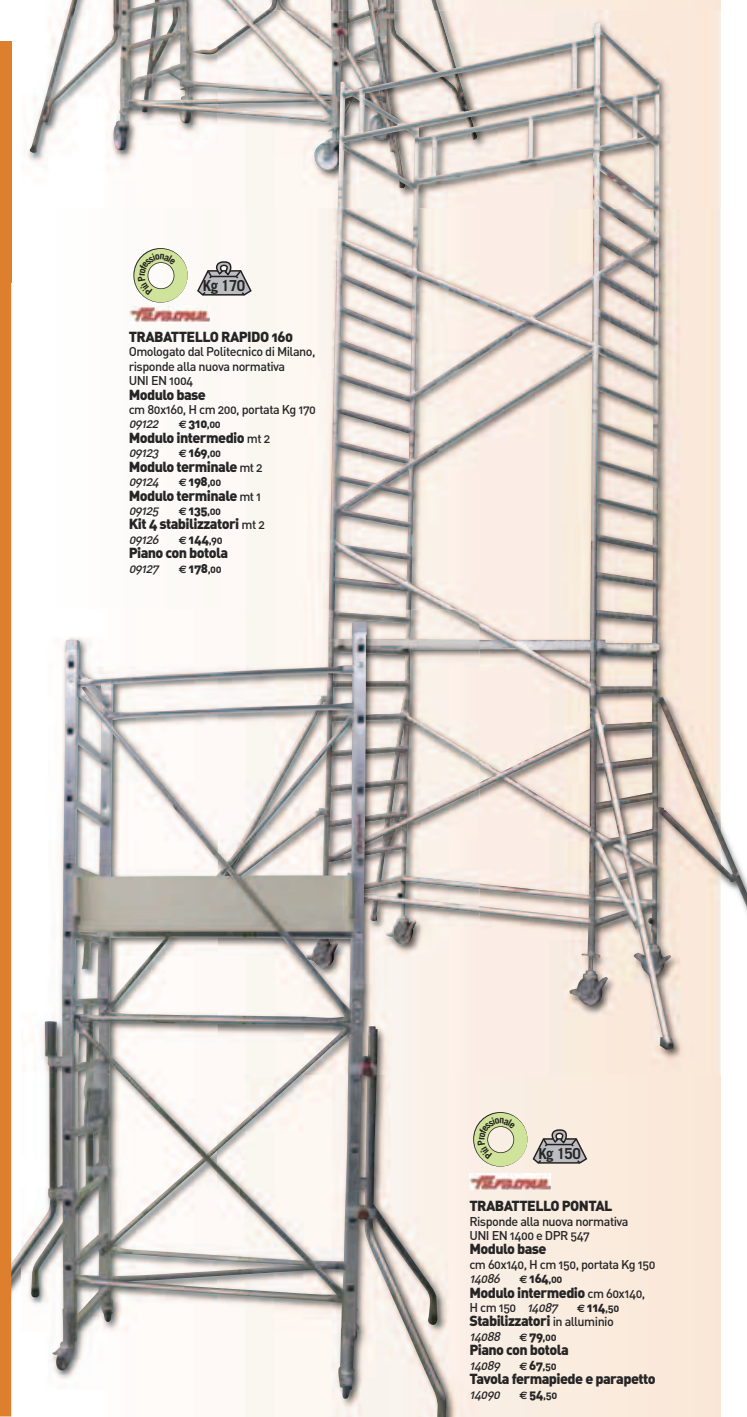 Più Professionale
Kg 170
TRABATTELLO RAPIDO 160
Omologato dal Politecnico di Milano,
risponde alla nuova normativa
UNI EN 1004
Modulo base
cm 80x160, H cm 200, portata Kg 170
09122 € 310,00
Modulo intermedio mt 2
09123 € 169,00
Modulo terminale mt 2
09124 € 198,00
Modulo terminale mt 1
09125 € 135,00
Kit 4 stabilizzatori mt 2
09126 € 144,90
Piano con botola
09127 € 178,00
Più Professionale
Kg 150
TRABATTELLO PONTAL
Risponde alla nuova normativa
UNI EN 1400 e DPR 547
Modulo base
cm 60x140, H cm 150, portata Kg 150
14086 € 164,00
Modulo intermedio cm 60x140,
H cm 150 14087 € 114,50
Stabilizzatori in alluminio
14088 € 79,00
Piano con botola
14089 € 67,50
Tavola fermapiede e parapetto
14090 € 54,50